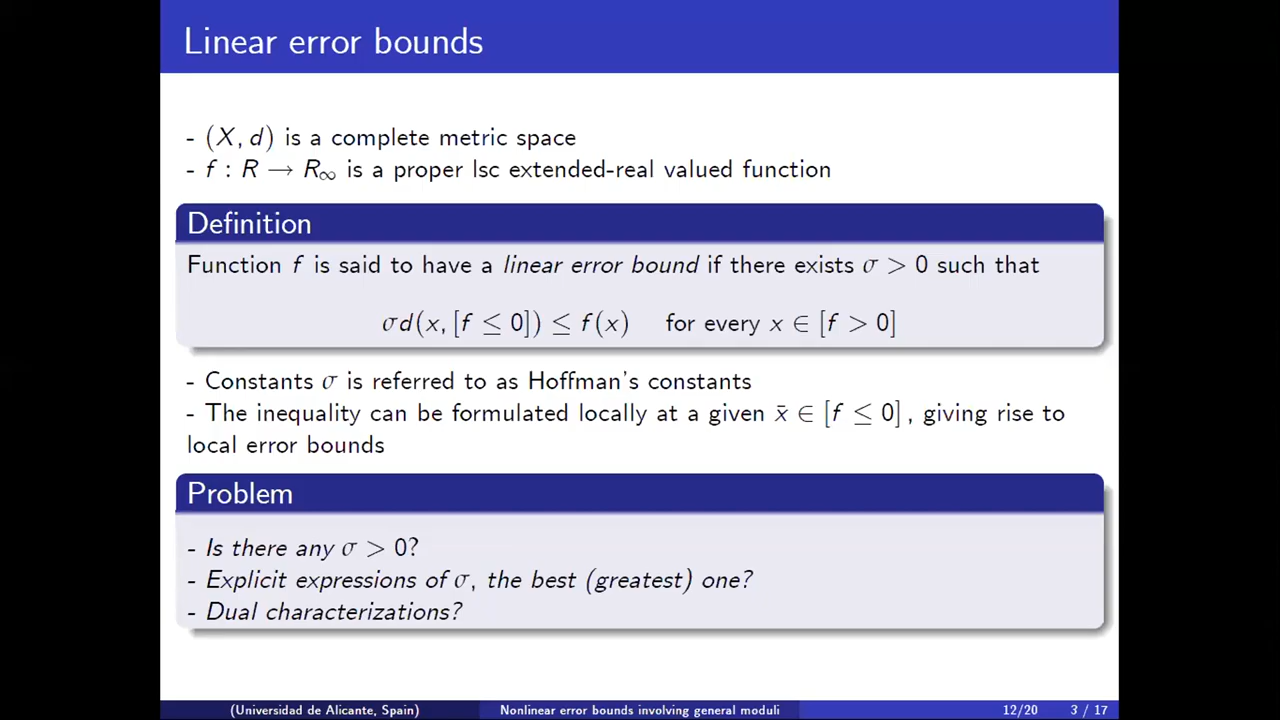 Linear error bounds
- (X, d) is a complete metric space
- f : R → R∞ is a proper lsc extended-real valued function
Definition
Function f is said to have a linear error bound if there exists σ > 0 such that
σd(x, [f ≤ 0]) ≤ f(x) for every x ∈ [f > 0]
- Constants σ is referred to as Hoffman's constants
- The inequality can be formulated locally at a given x̄ ∈ [f ≤ 0], giving rise to
local error bounds
Problem
- Is there any σ > 0?
- Explicit expressions of σ, the best (greatest) one?
- Dual characterizations?
(Universidad de Alicante, Spain) Nonlinear error bounds involving general moduli 12/20 3 / 17